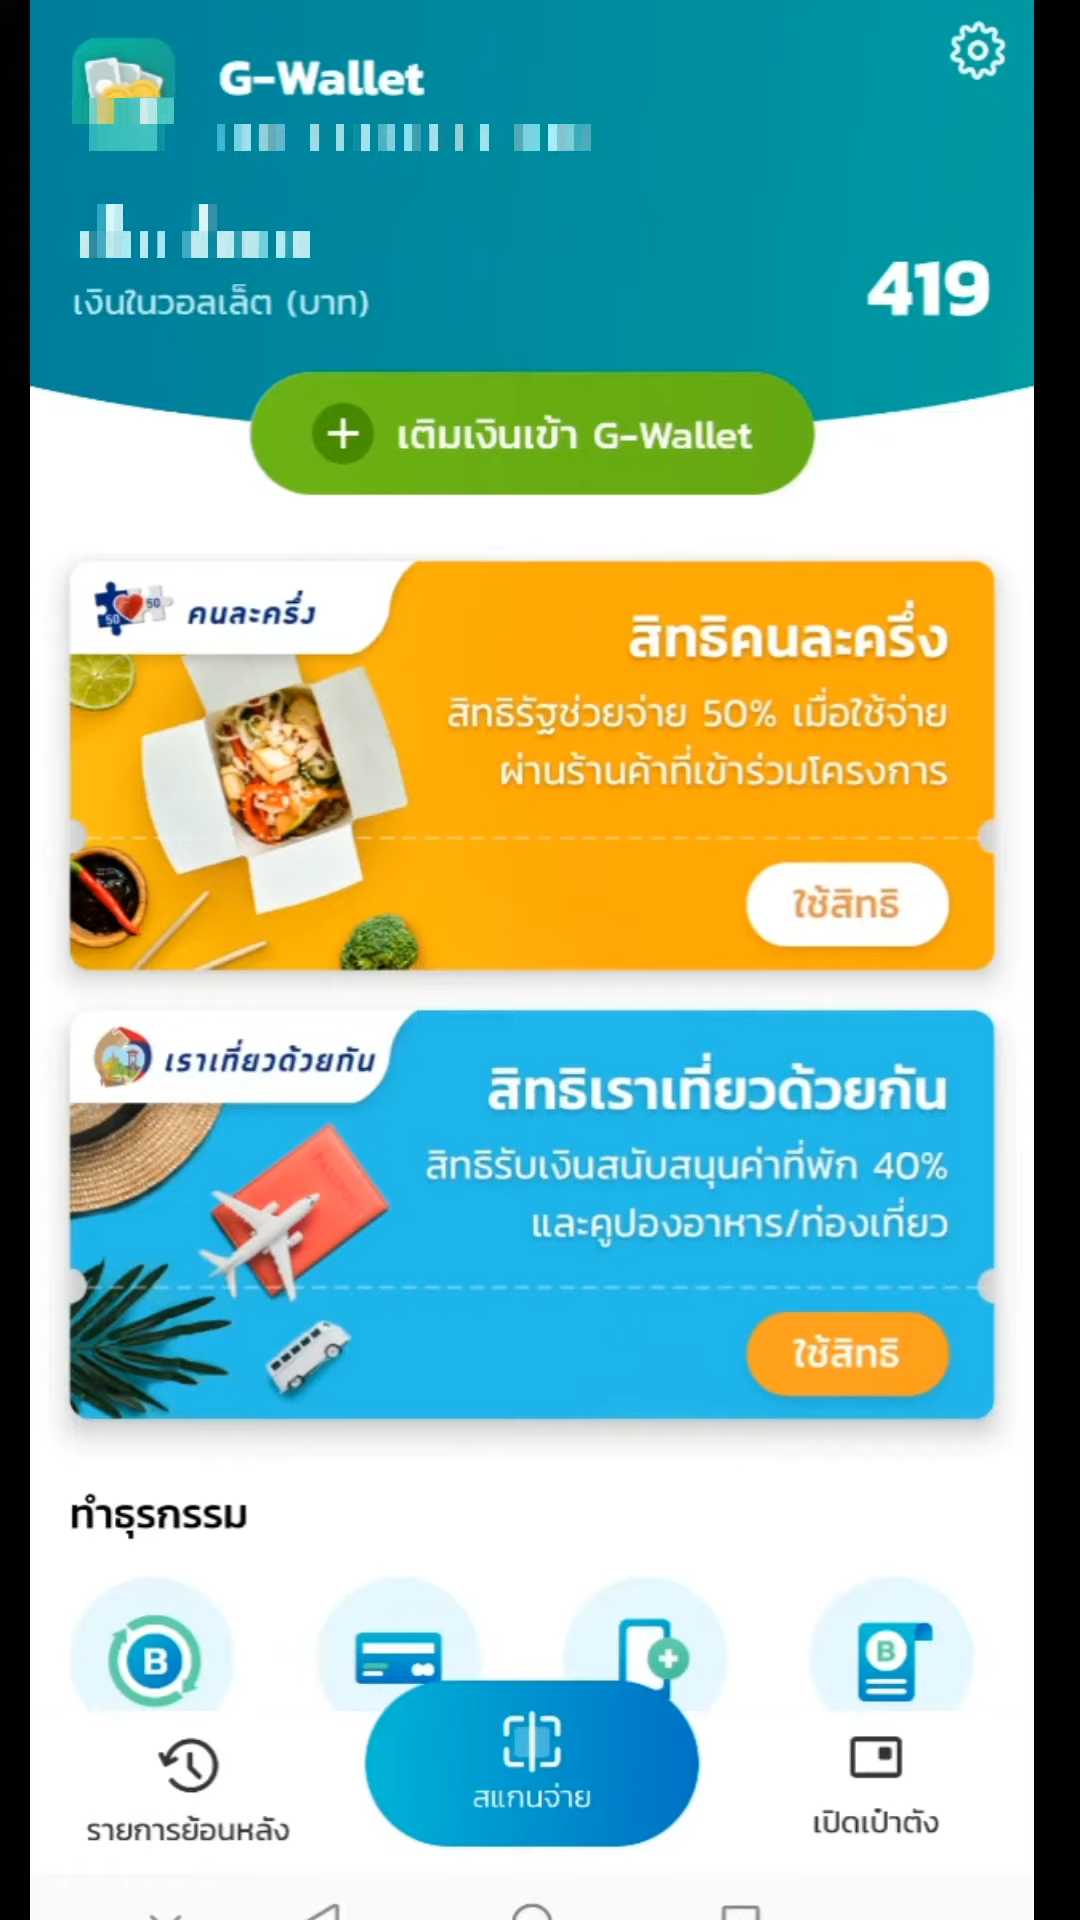 G-Wallet
419
เงินในวอลเล็ต (บาท)
เติมเงินเข้า G-Wallet
50 50
คนละครึ่ง
สิทธิคนละครึ่ง
สิทธิรัฐช่วยจ่าย 50% เมื่อใช้จ่าย
ผ่านร้านค้าที่เข้าร่วมโครงการ
ใช้สิทธิ
เราเที่ยวด้วยกัน
สิทธิเราเที่ยวด้วยกัน
สิทธิรับเงินสนับสนุนค่าที่พัก 40%
และคูปองอาหาร/ท่องเที่ยว
PASSPORT
ใช้สิทธิ
ทำธุรกรรม
B
B
สแกนจ่าย
รายการย้อนหลัง
เปิดเป๋าตัง